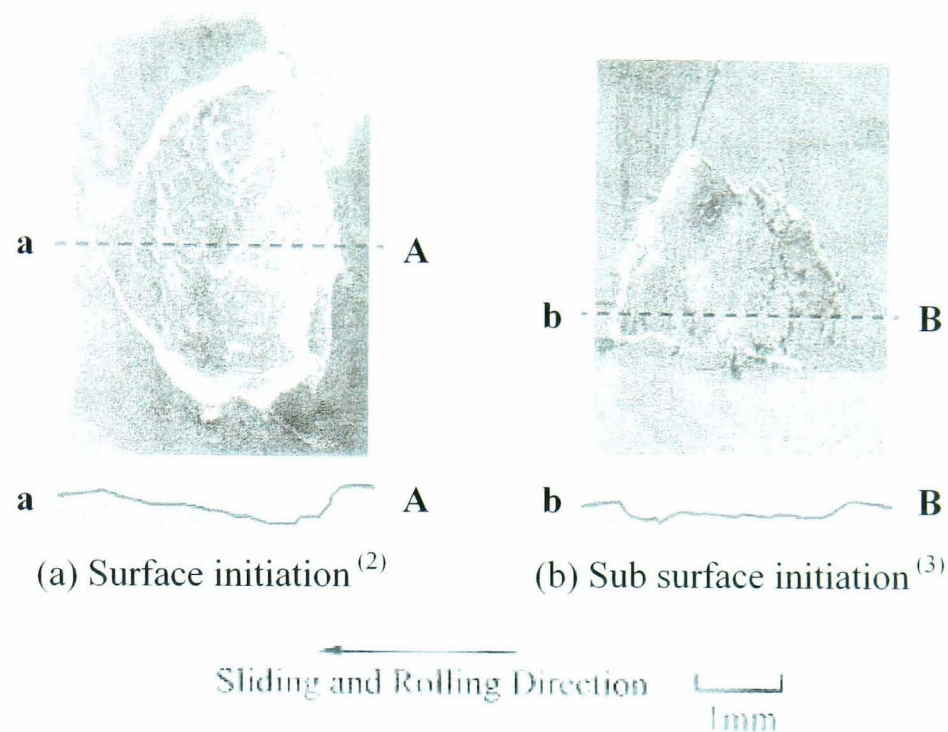 a A
b B
a A
b B
(a) Surface initiation (2)
(b) Sub surface initiation (3)
Sliding and Rolling Direction
1mm